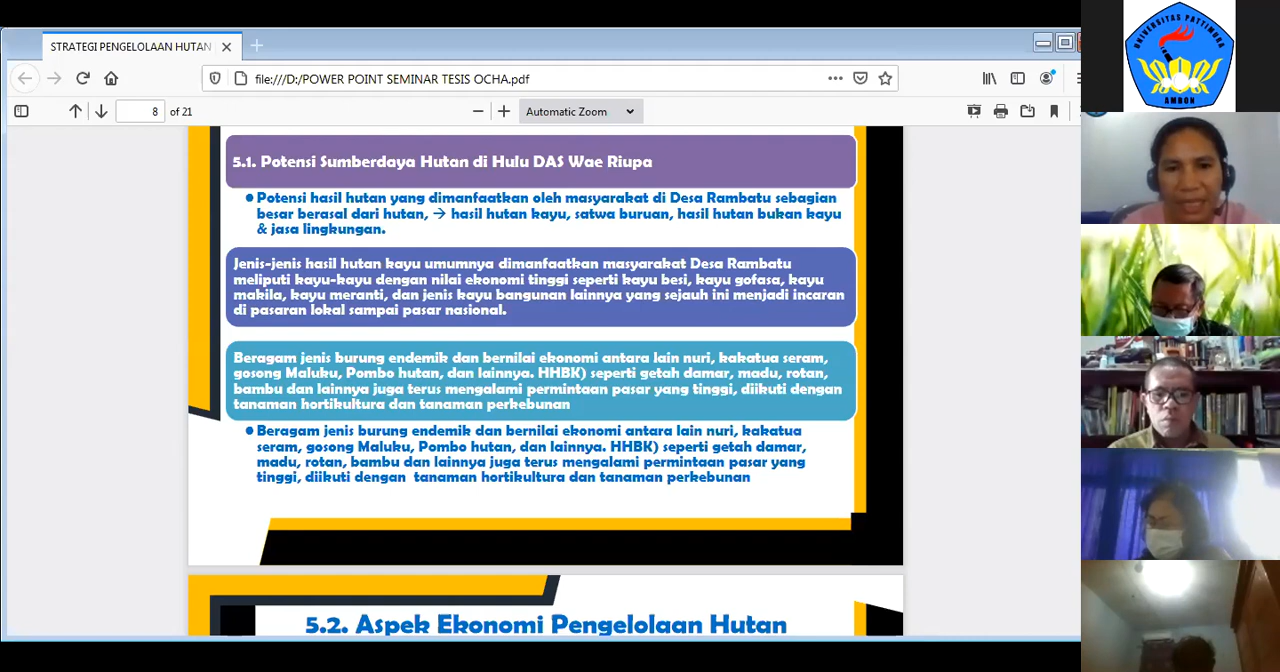 UNIVERSITAS PATTIMURA
AMBON
STRATEGI PENGELOLAAN HUTAN
file:///D:/POWER POINT SEMINAR TESIS OCHA.pdf
8 of 21
Automatic Zoom
5.1. Potensi Sumberdaya Hutan di Hulu DAS Wae Riupa
• Potensi hasil hutan yang dimanfaatkan oleh masyarakat di Desa Rambatu sebagian
besar berasal dari hutan, → hasil hutan kayu, satwa buruan, hasil hutan bukan kayu
& jasa lingkungan.
Jenis-jenis hasil hutan kayu umumnya dimanfaatkan masyarakat Desa Rambatu
meliputi kayu-kayu dengan nilai ekonomi tinggi seperti kayu besi, kayu gofasa, kayu
makila, kayu meranti, dan jenis kayu bangunan lainnya yang sejauh ini menjadi incaran
di pasaran lokal sampai pasar nasional.
Beragam jenis burung endemik dan bernilai ekonomi antara lain nuri, kakatua seram,
gosong Maluku, Pombo hutan, dan lainnya. HHBK) seperti getah damar, madu, rotan,
bambu dan lainnya juga terus mengalami permintaan pasar yang tinggi, diikuti dengan
tanaman hortikultura dan tanaman perkebunan
• Beragam jenis burung endemik dan bernilai ekonomi antara lain nuri, kakatua
seram, gosong Maluku, Pombo hutan, dan lainnya. HHBK) seperti getah damar,
madu, rotan, bambu dan lainnya juga terus mengalami permintaan pasar yang
tinggi, diikuti dengan tanaman hortikultura dan tanaman perkebunan
5.2. Aspek Ekonomi Pengelolaan Hutan